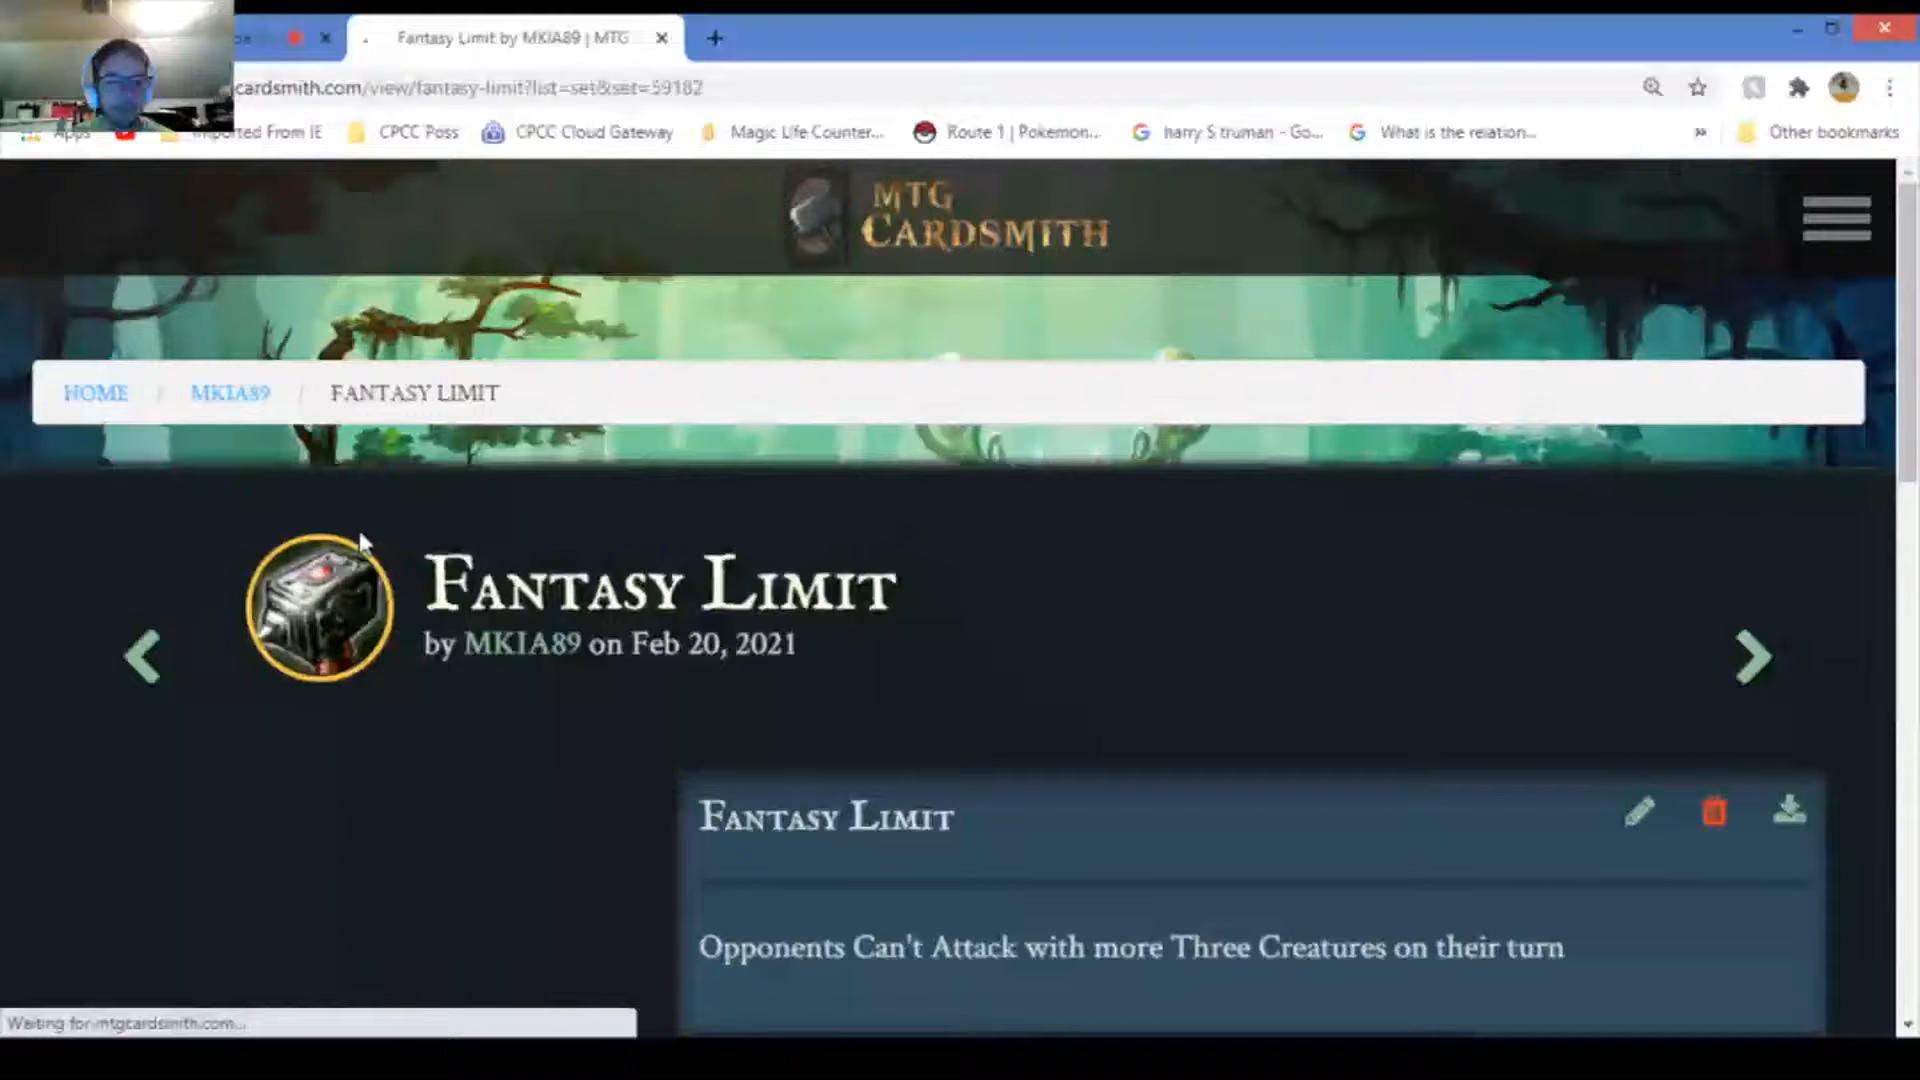 Fantasy Limit by MKIA89 | MTG
cardsmith.com/view/fantasy-limit?list=set&set=59182
Apps
Imported From IE
CPCC Poss
CPCC Cloud Gateway
Magic Life Counter...
Route 1 | Pokemon...
harry S truman - Go...
What is the relation...
»
Other bookmarks
MTG
CARDSMITH
HOME / MKIA89 / FANTASY LIMIT
FANTASY LIMIT
by MKIA89 on Feb 20, 2021
FANTASY LIMIT
Opponents Can't Attack with more Three Creatures on their turn
Waiting for mtgcardsmith.com...